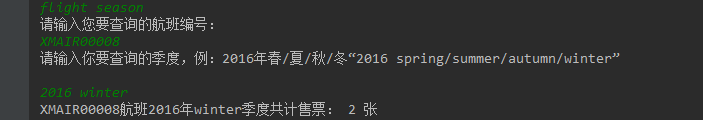 flight season
请输入您要查询的航班编号：
XMAIR00008
请输入你要查询的季度，例：2016年春/夏/秋/冬“2016 spring/summer/autumn/winter”
2016 winter
XMAIR00008航班2016年winter季度共计售票： 2 张